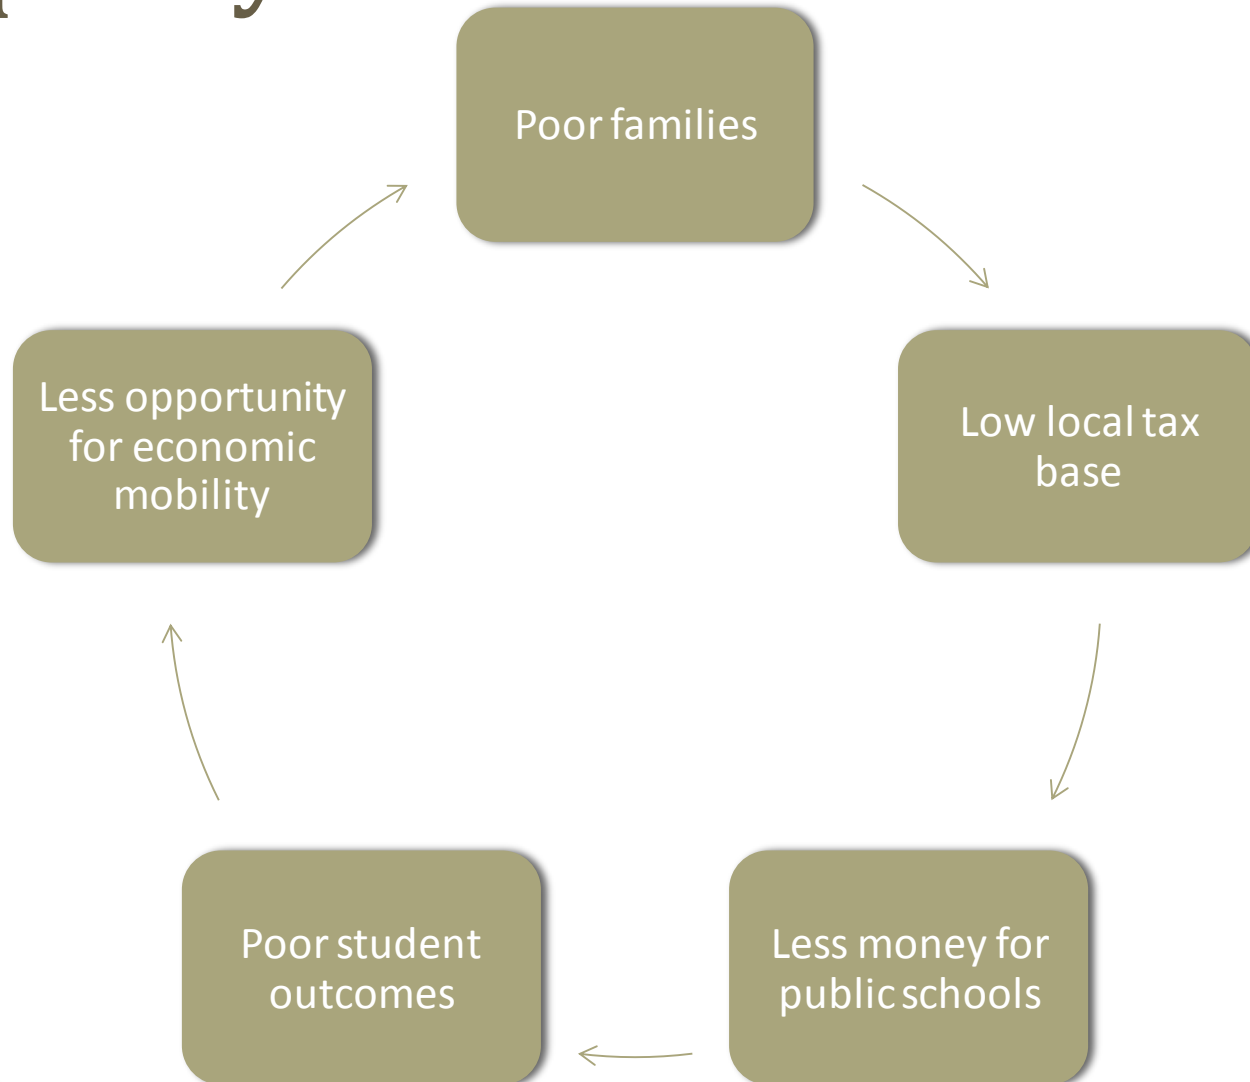 Poor families
Low local tax
base
Less money for
public schools
Poor student
outcomes
Less opportunity
for economic
mobility